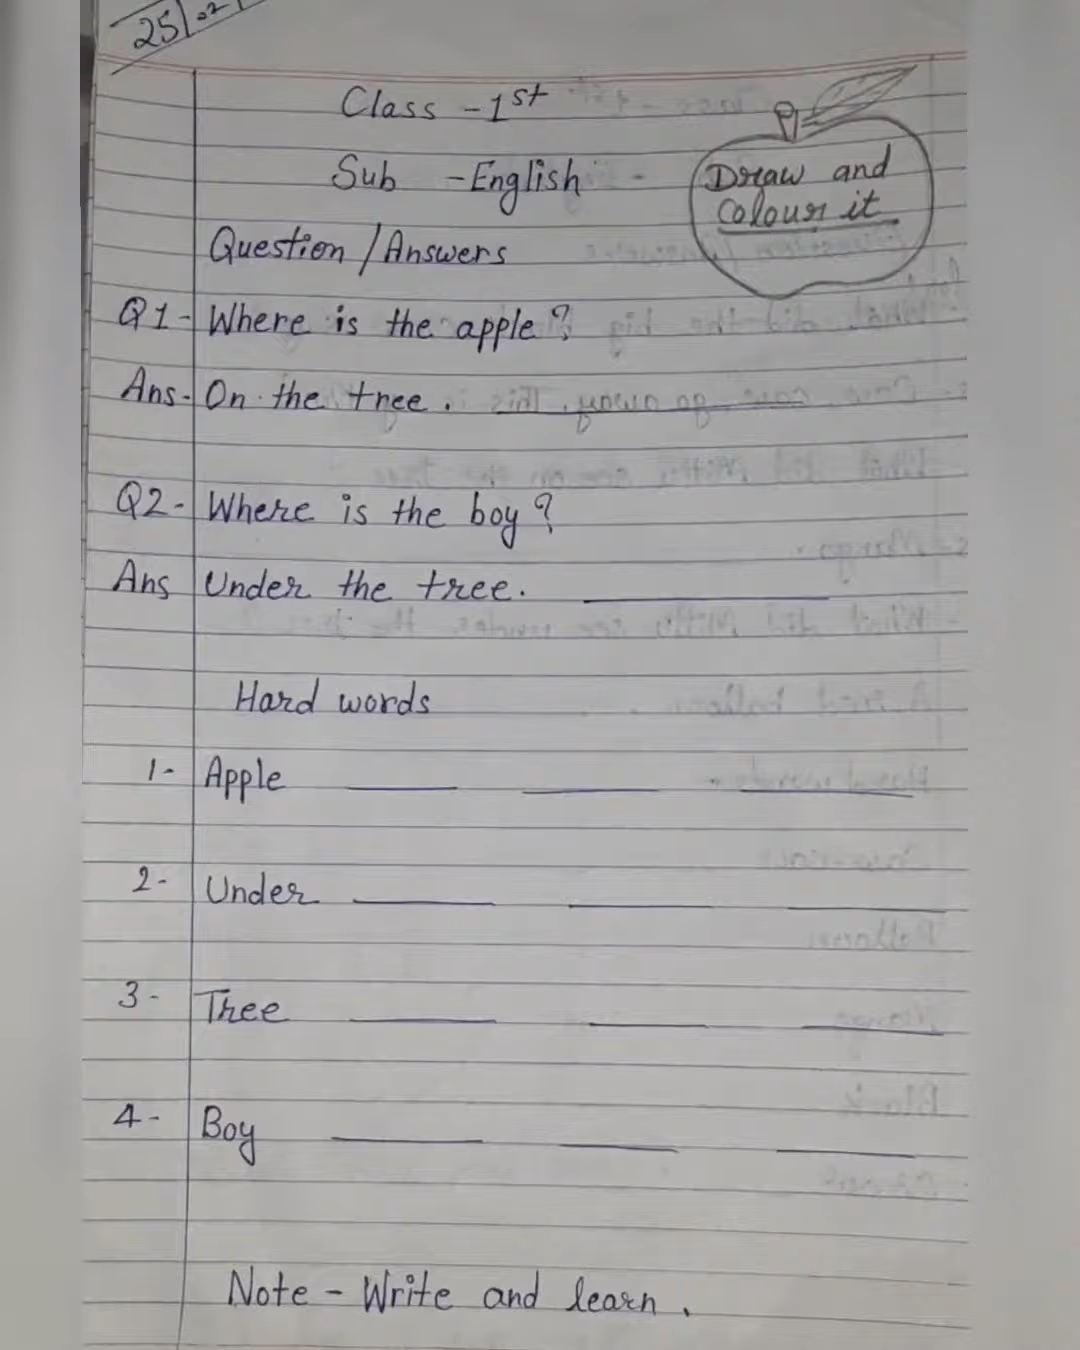 25/02/
Class - 1st
Sub - English
Draw and
Colour it
Question / Answers
Q1- Where is the apple?
Ans- On the tree.
Q2- Where is the boy?
Ans Under the tree.
Hard words
1- Apple
2- Under
3- Tree
4- Boy
Note - Write and learn.